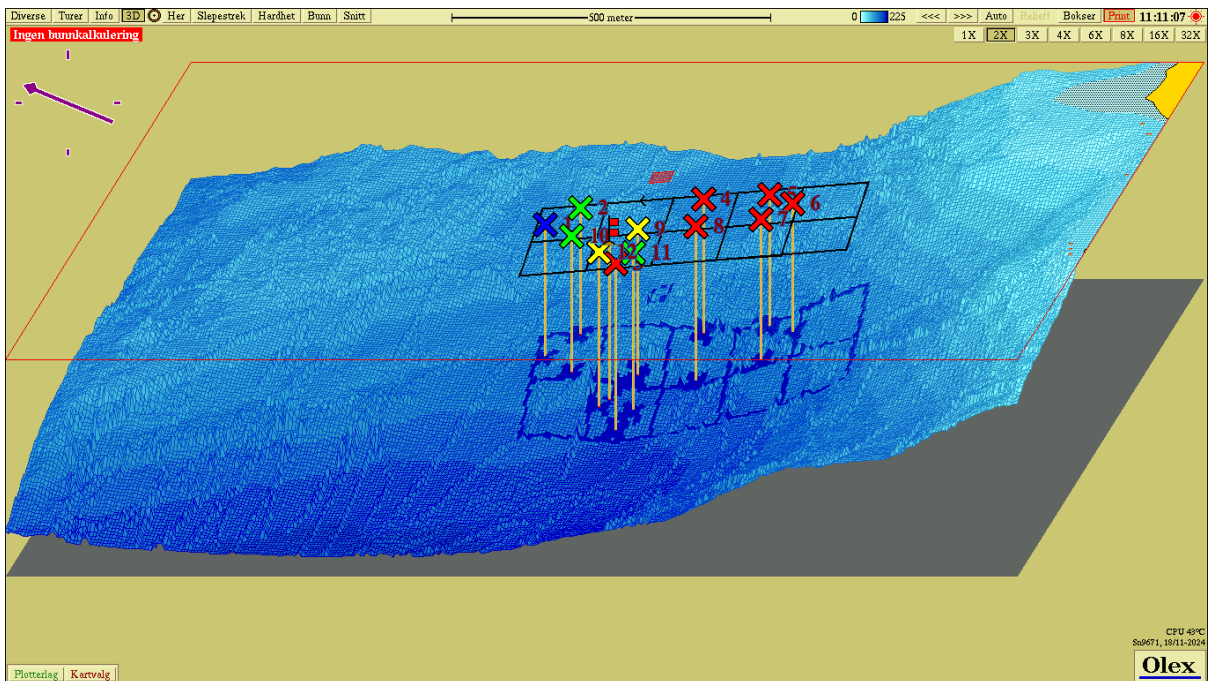 Diverse Turer Info 3D Her Slepestrek Hardhet Bunn Snitt 500 meter 0 225 <<< >>> Auto Relieff Bokser Print 11:11:07
Ingen bunnkalkulering
1X 2X 3X 4X 6X 8X 16X 32X
5
2 4 6
1 7
10 9 8
12 11
3
CPU 43°C
Sn9671, 18/11-2024
Plotterlag Kartvalg
Olex